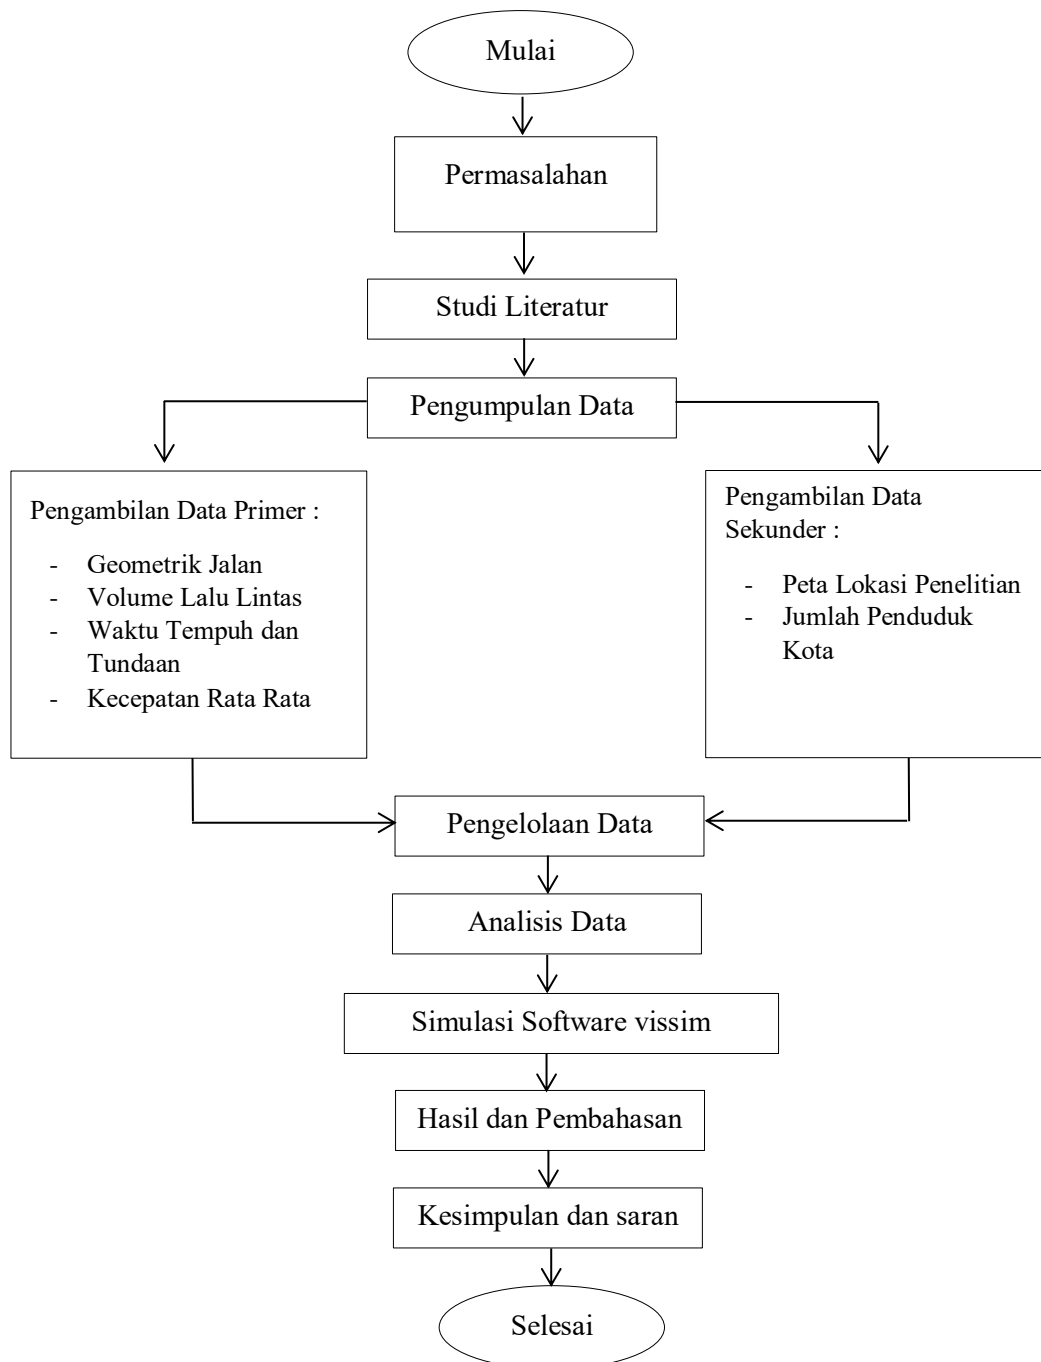 Mulai
Permasalahan
Studi Literatur
Pengumpulan Data
Pengambilan Data Primer :
- Geometrik Jalan
- Volume Lalu Lintas
- Waktu Tempuh dan
Tundaan
- Kecepatan Rata Rata
Pengambilan Data
Sekunder :
- Peta Lokasi Penelitian
- Jumlah Penduduk
Kota
Pengelolaan Data
Analisis Data
Simulasi Software vissim
Hasil dan Pembahasan
Kesimpulan dan saran
Selesai